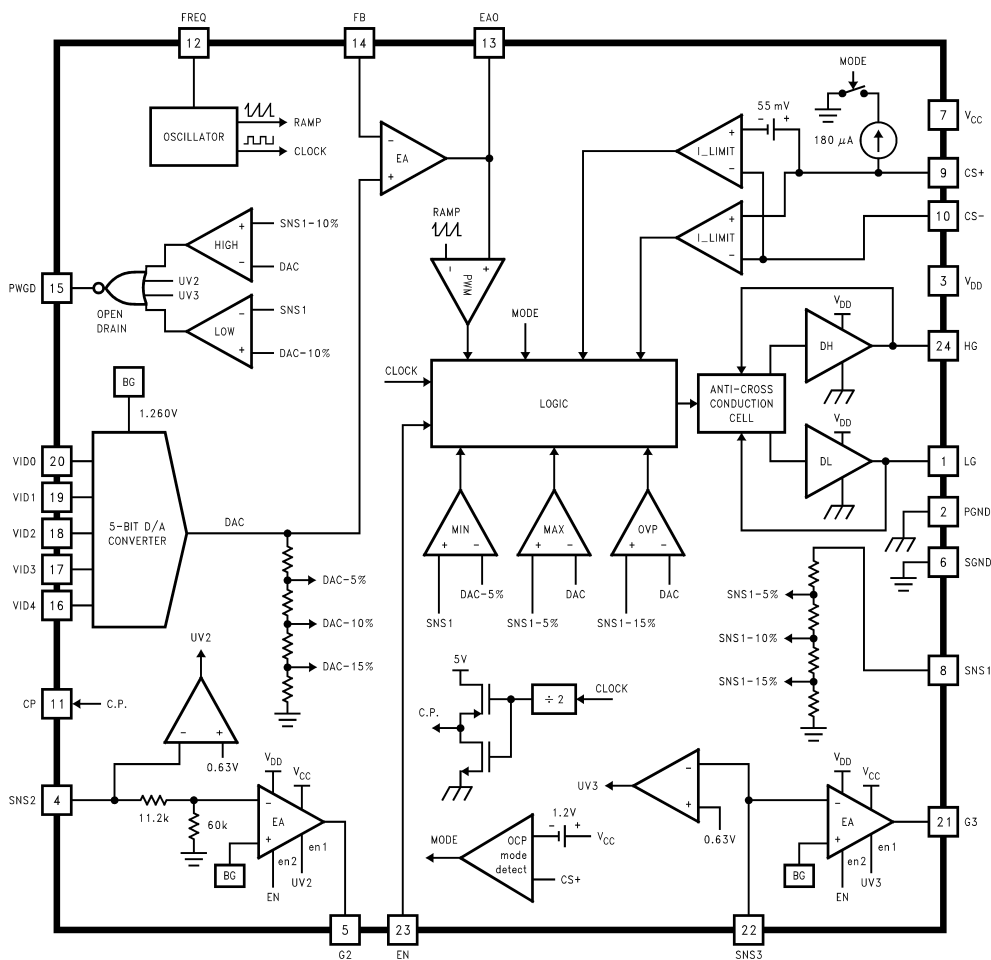 FREQ
FB
EAO
12
14
13
MODE
55 mV
- +
7
VCC
OSCILLATOR
RAMP
CLOCK
-
EA
+
+
I_LIMIT
-
180 µA
9
CS+
+
I_LIMIT
-
10
CS-
RAMP
SNS1-10%
+
HIGH
-
DAC
- +
PWM
3
VDD
PWGD
15
UV2
UV3
OPEN
DRAIN
-
LOW
+
SNS1
DAC-10%
MODE
VDD
DH
24
HG
BG
1.260V
CLOCK
LOGIC
ANTI-CROSS
CONDUCTION
CELL
VDD
DL
1
LG
VID0
20
VID1
19
VID2
18
VID3
17
VID4
16
5-BIT D/A
CONVERTER
DAC
MIN
+ -
MAX
+ -
OVP
+ -
2
PGND
6
SGND
DAC-5%
DAC-10%
DAC-15%
DAC-5%
DAC
DAC
SNS1
SNS1-5%
SNS1-15%
SNS1-5%
SNS1-10%
SNS1-15%
8
SNS1
UV2
5V
CP
11
C.P.
- +
0.63V
C.P.
÷ 2
CLOCK
SNS2
4
11.2k
60k
VDD
VCC
-
EA
+
en1
en2
BG
EN
UV2
UV3
-
+
0.63V
1.2V
- +
VCC
MODE
OCP
mode
detect
CS+
VDD
VCC
-
EA
+
en1
en2
BG
EN
UV3
21
G3
5
G2
23
EN
22
SNS3